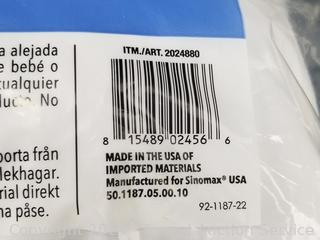 ITM./ART. 2024880
a alejada
e bebé o
ualquier
ducto. No
8 15489 02456 6
porta från
lekhagar.
rial direkt
na påse.
MADE IN THE USA OF
IMPORTED MATERIALS
Manufactured for Sinomax® USA
50.1187.05.00.10
92-1187-22